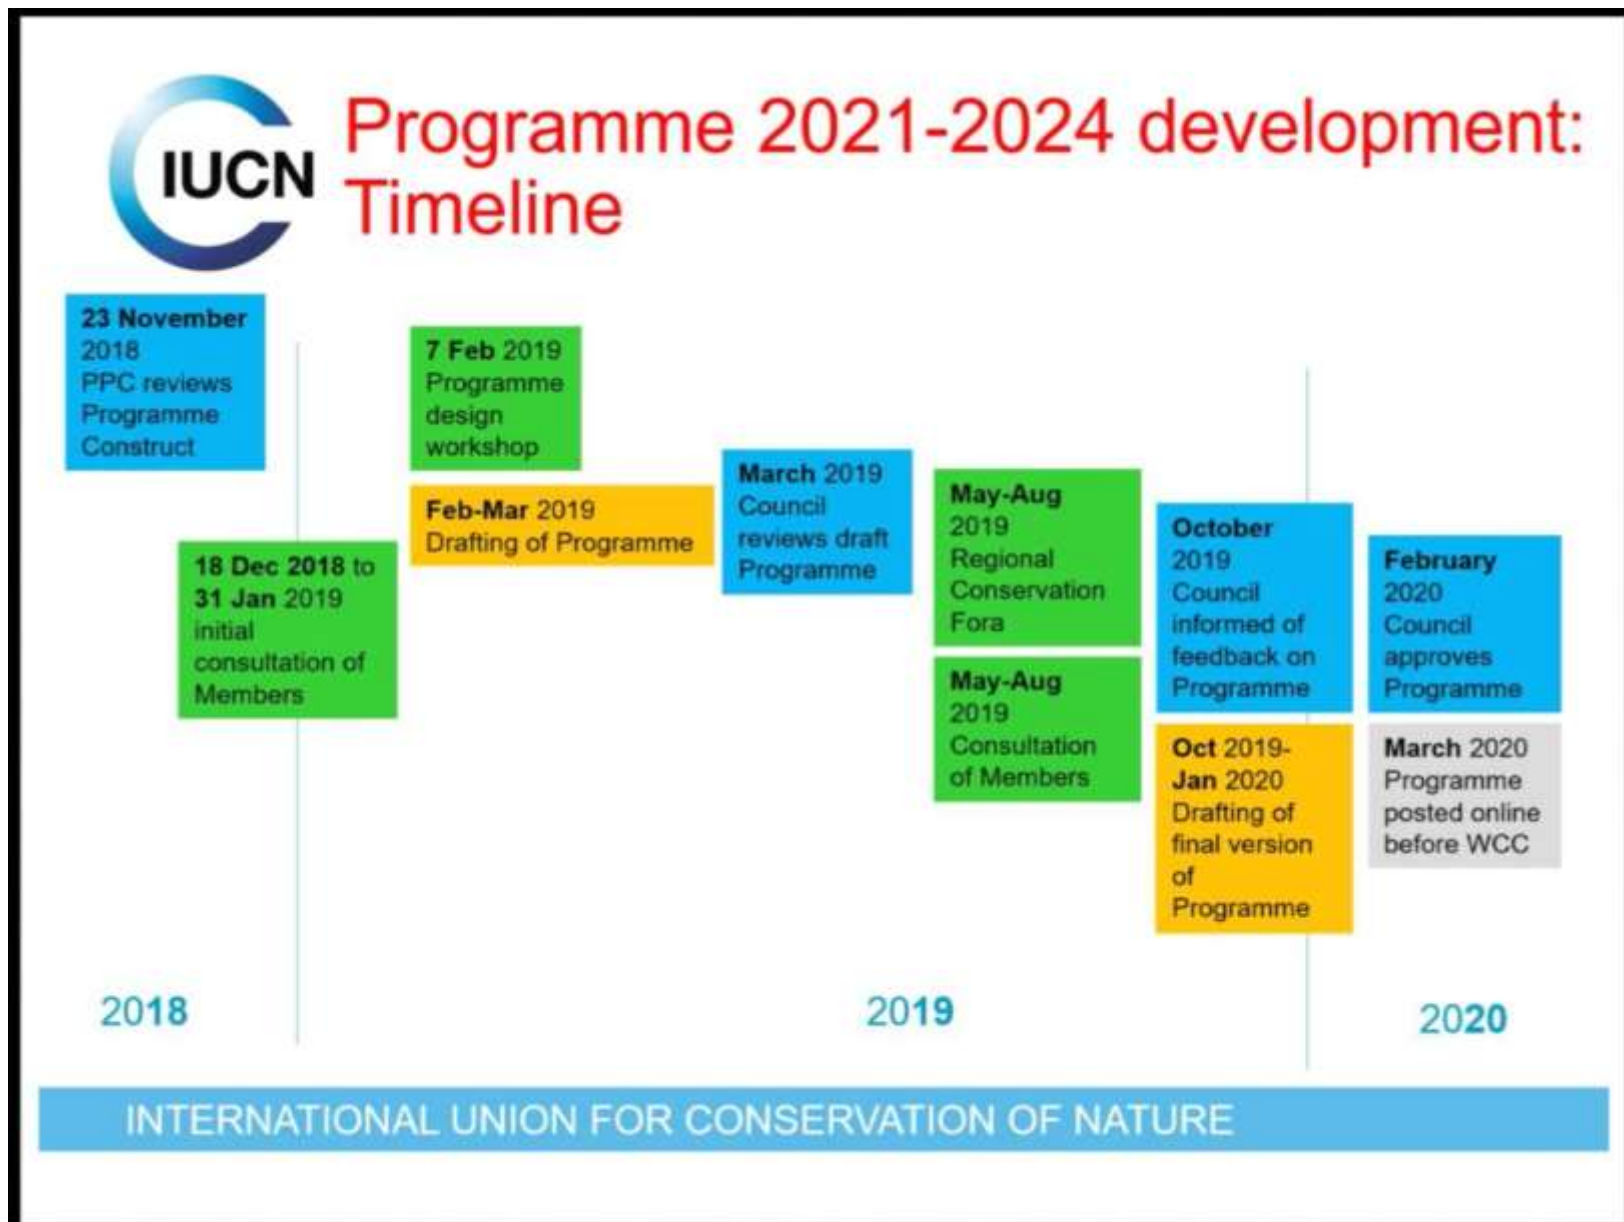 IUCN
Programme 2021-2024 development:
Timeline
23 November
2018
PPC reviews
Programme
Construct
18 Dec 2018 to
31 Jan 2019
initial
consultation of
Members
7 Feb 2019
Programme
design
workshop
Feb-Mar 2019
Drafting of Programme
March 2019
Council
reviews draft
Programme
May-Aug
2019
Regional
Conservation
Fora
May-Aug
2019
Consultation
of Members
October
2019
Council
informed of
feedback on
Programme
Oct 2019-
Jan 2020
Drafting of
final version
of
Programme
February
2020
Council
approves
Programme
March 2020
Programme
posted online
before WCC
2018
2019
2020
INTERNATIONAL UNION FOR CONSERVATION OF NATURE